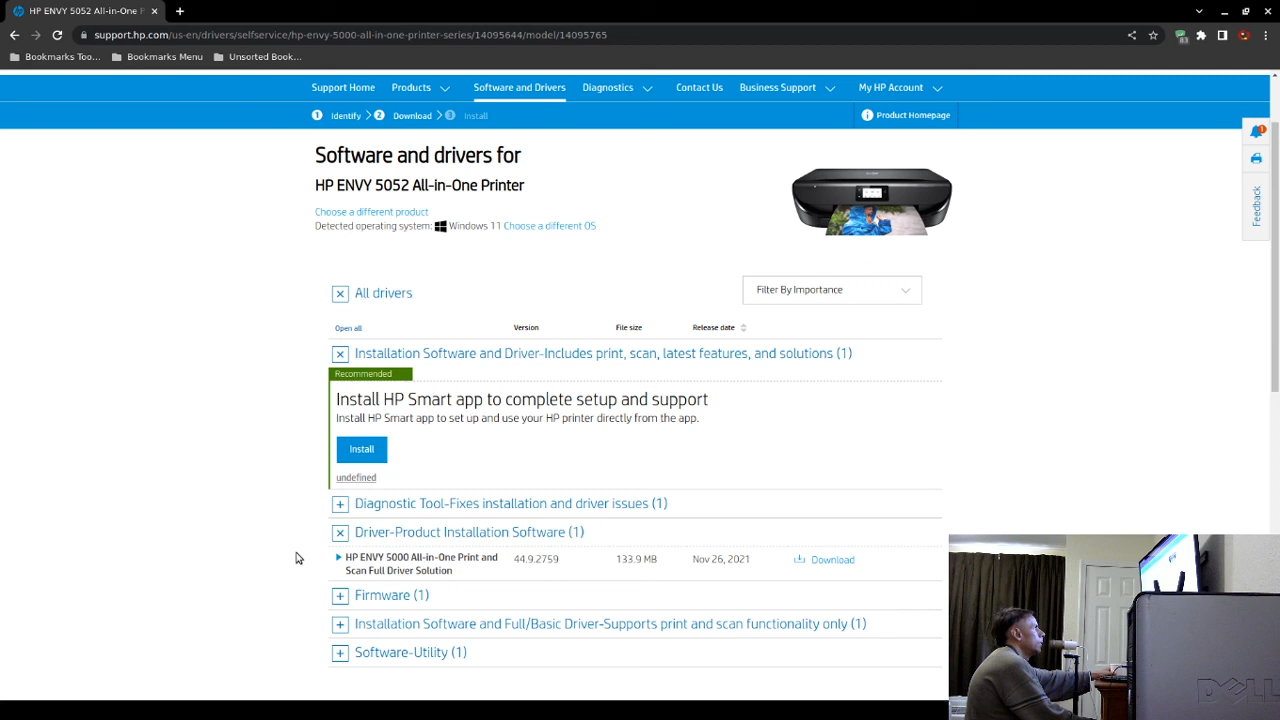 HP ENVY 5052 All-in-One F
support.hp.com/us-en/drivers/selfservice/hp-envy-5000-all-in-one-printer-series/14095644/model/14095765
83
Bookmarks Too...
Bookmarks Menu
Unsorted Book...
Support Home
Products
Software and Drivers
Diagnostics
Contact Us
Business Support
My HP Account
1 Identify
2 Download
3 Install
Product Homepage
Software and drivers for
HP ENVY 5052 All-in-One Printer
Choose a different product
Detected operating system: Windows 11 Choose a different OS
1
Feedback
All drivers
Filter By Importance
Open all
Version
File size
Release date
Installation Software and Driver-Includes print, scan, latest features, and solutions (1)
Recommended
Install HP Smart app to complete setup and support
Install HP Smart app to set up and use your HP printer directly from the app.
Install
undefined
Diagnostic Tool-Fixes installation and driver issues (1)
Driver-Product Installation Software (1)
HP ENVY 5000 All-in-One Print and
Scan Full Driver Solution
44.9.2759
133.9 MB
Nov 26, 2021
Download
Firmware (1)
Installation Software and Full/Basic Driver-Supports print and scan functionality only (1)
Software-Utility (1)
DELL